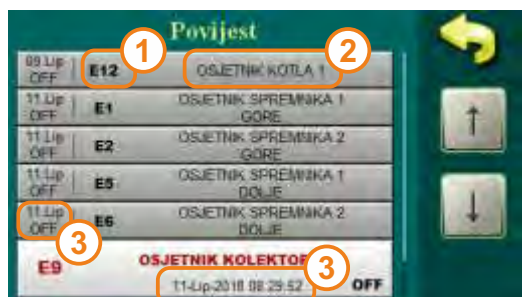 Povijest
1
2
09 Lip
OFF
E12
OSJETNIK KOTLA 1
11 Lip
OFF
E1
OSJETNIK SPREMNIKA 1
GORE
11 Lip
OFF
E2
OSJETNIK SPREMNIKA 2
GORE
11 Lip
OFF
E5
OSJETNIK SPREMNIKA 1
DOLJE
11 Lip
OFF
E6
OSJETNIK SPREMNIKA 2
DOLJE
3
3
E9
OSJETNIK
11-Lip-2018 08:29:52
OFF